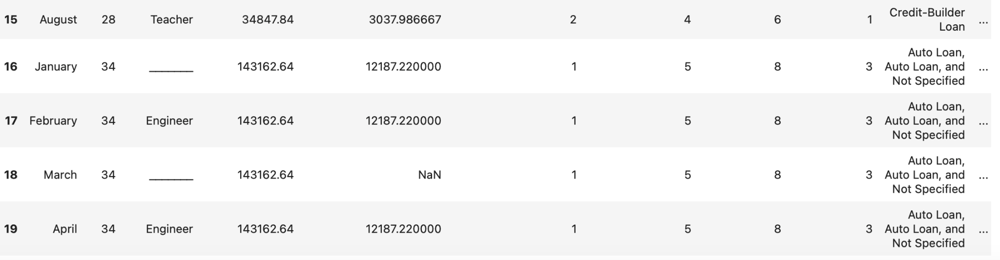 15 August 28 Teacher 34847.84 3037.986667 2 4 6 1 Credit-Builder Loan ...
16 January 34 _______ 143162.64 12187.220000 1 5 8 3 Auto Loan, Auto Loan, and Not Specified ...
17 February 34 Engineer 143162.64 12187.220000 1 5 8 3 Auto Loan, Auto Loan, and Not Specified ...
18 March 34 _______ 143162.64 NaN 1 5 8 3 Auto Loan, Auto Loan, and Not Specified ...
19 April 34 Engineer 143162.64 12187.220000 1 5 8 3 Auto Loan, Auto Loan, and Not Specified ...